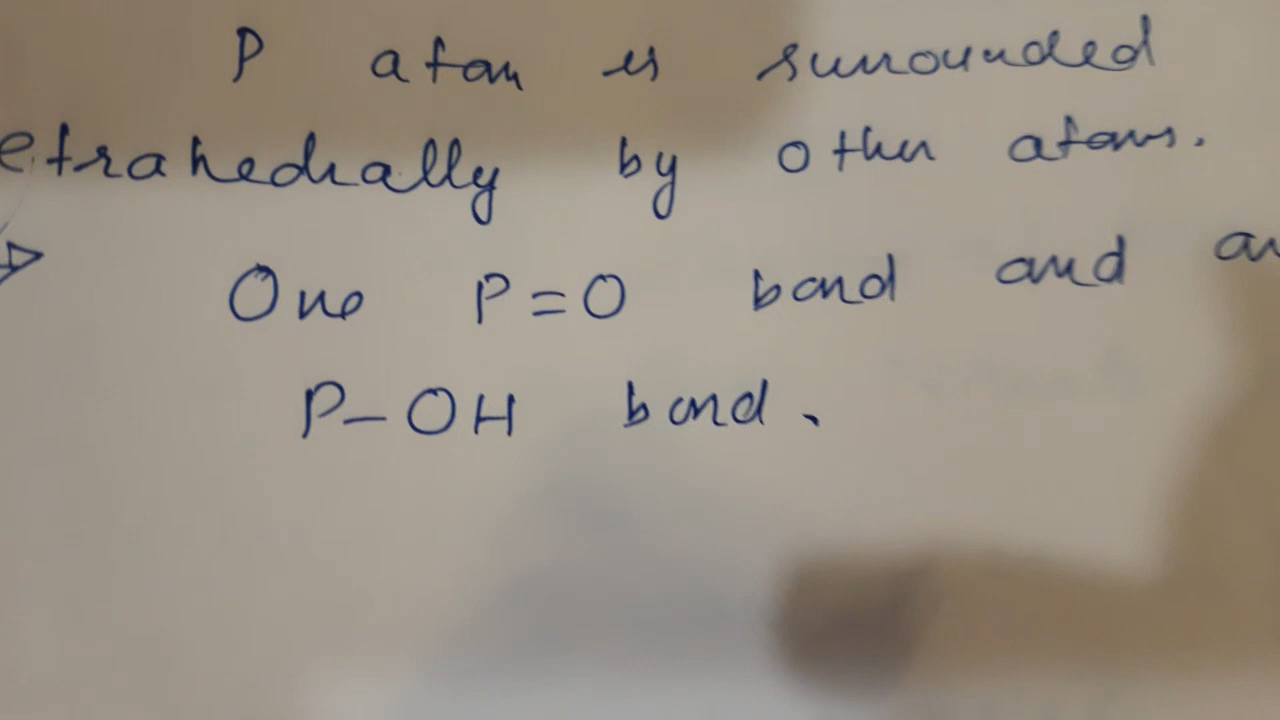 P atom is surrounded
etrahedrally by other atoms.
⇒ One P=O bond and
P-OH bond.